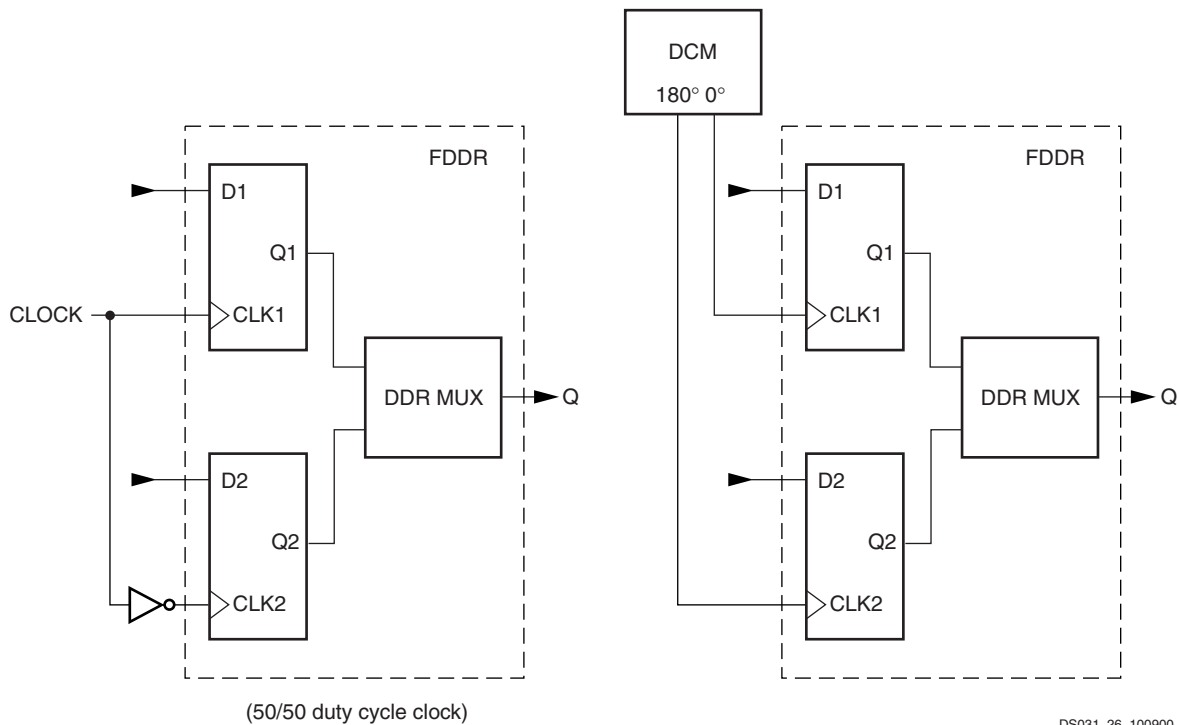 DCM
180° 0°
FDDR
D1
Q1
CLOCK
CLK1
DDR MUX
Q
D2
Q2
CLK2
(50/50 duty cycle clock)
FDDR
D1
Q1
CLK1
DDR MUX
Q
D2
Q2
CLK2
DS031_26_100900